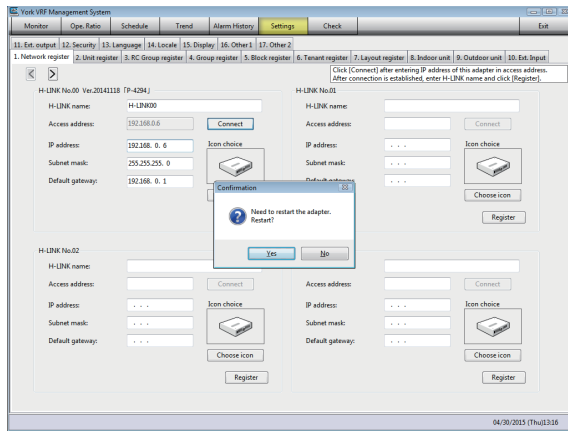 York VRF Management System
Monitor Ope. Ratio Schedule Trend Alarm History Settings Check Exit
11. Ext. output 12. Security 13. Language 14. Locale 15. Display 16. Other 1 17. Other 2
1. Network register 2. Unit register 3. RC Group register 4. Group register 5. Block register 6. Tenant register 7. Layout register 8. Indoor unit 9. Outdoor unit 10. Ext. Input
< >
Click [Connect] after entering IP address of this adapter in access address.
After connection is established, enter H-LINK name and click [Register].
H-LINK No.00 Ver.20141118 「P-4294」
H-LINK name: H-LINK00
Access address: 192.168.0.6 Connect
IP address: 192.168. 0. 6 Icon choice
Subnet mask: 255.255.255. 0
Default gateway: 192.168. 0. 1
H-LINK No.01
H-LINK name:
Access address: Connect
IP address: . . . Icon choice
Subnet mask: . . .
Default gateway: . . .
Choose icon
Register
Confirmation
Need to restart the adapter.
Restart?
Yes No
H-LINK No.02
H-LINK name:
Access address: Connect
IP address: . . . Icon choice
Subnet mask: . . .
Default gateway: . . .
Choose icon
Register
Access address: Connect
IP address: . . . Icon choice
Subnet mask: . . .
Default gateway: . . .
Choose icon
Register
04/30/2015 (Thu)13:16